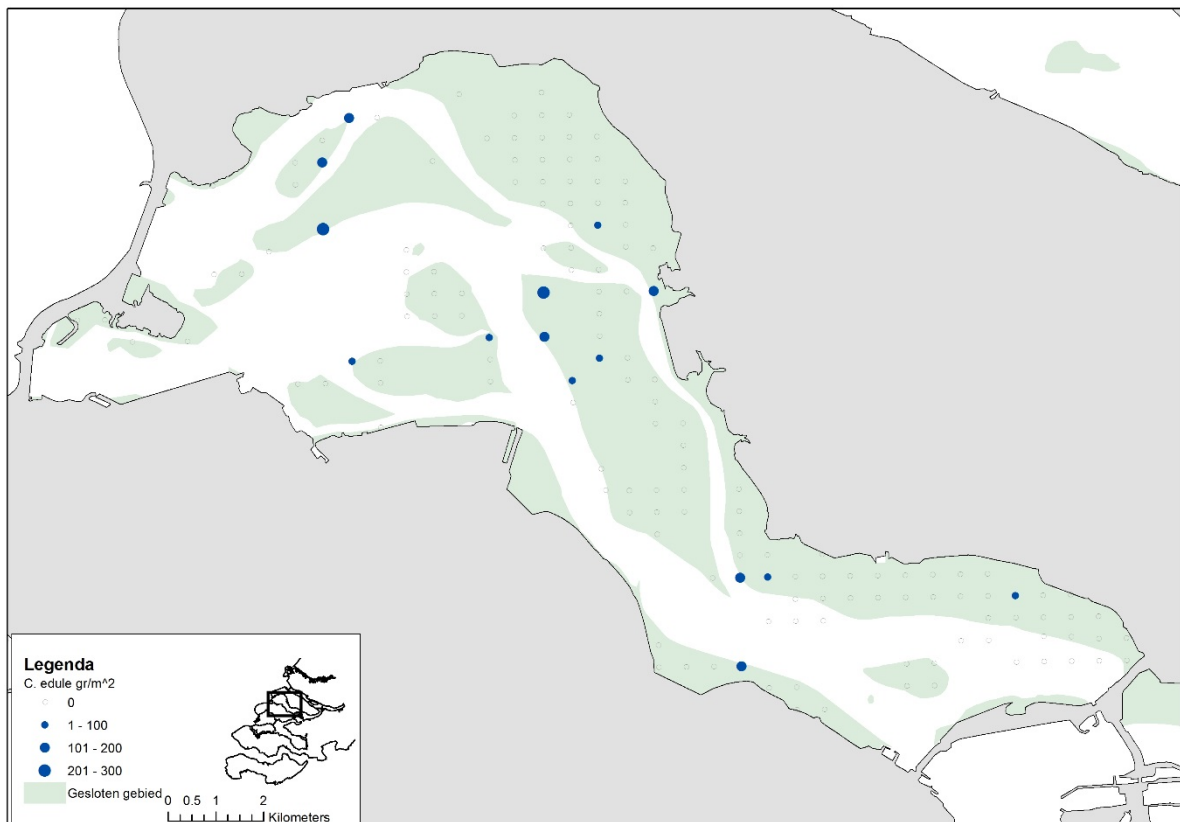 Legenda
C. edule gr/m^2
0
1 - 100
101 - 200
201 - 300
Gesloten gebied
0 0.5 1 2
Kilometers